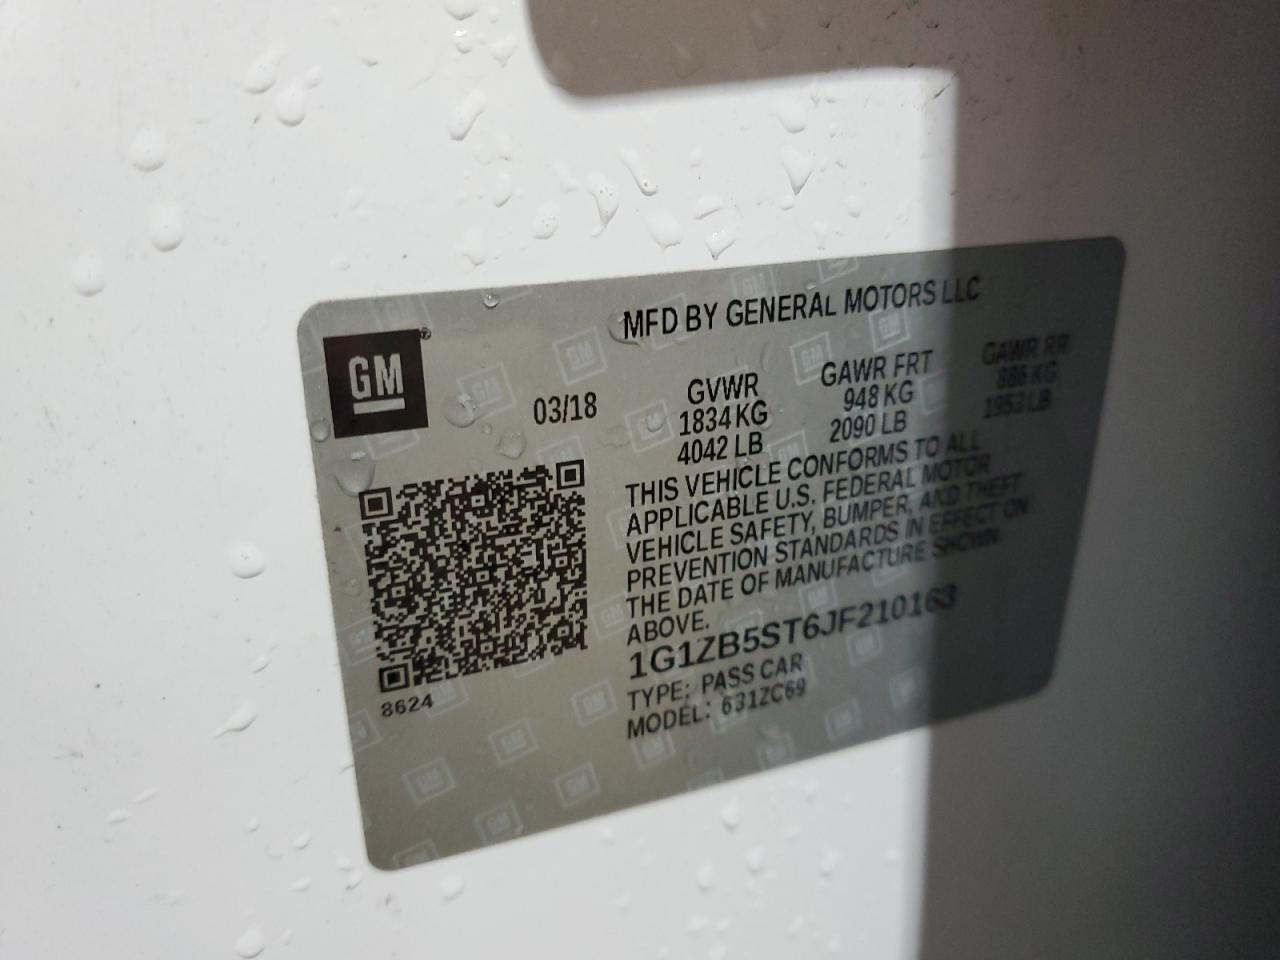 GM
MFD BY GENERAL MOTORS LLC
03/18
GVWR GAWR FRT GAWR RR
1834 KG 948 KG 886 KG
4042 LB 2090 LB 1953 LB
THIS VEHICLE CONFORMS TO ALL
APPLICABLE U.S. FEDERAL MOTOR
VEHICLE SAFETY, BUMPER, AND THEFT
PREVENTION STANDARDS IN EFFECT ON
THE DATE OF MANUFACTURE SHOWN
ABOVE.
1G1ZB5ST6JF210163
TYPE: PASS CAR
MODEL: 631ZC69
8624